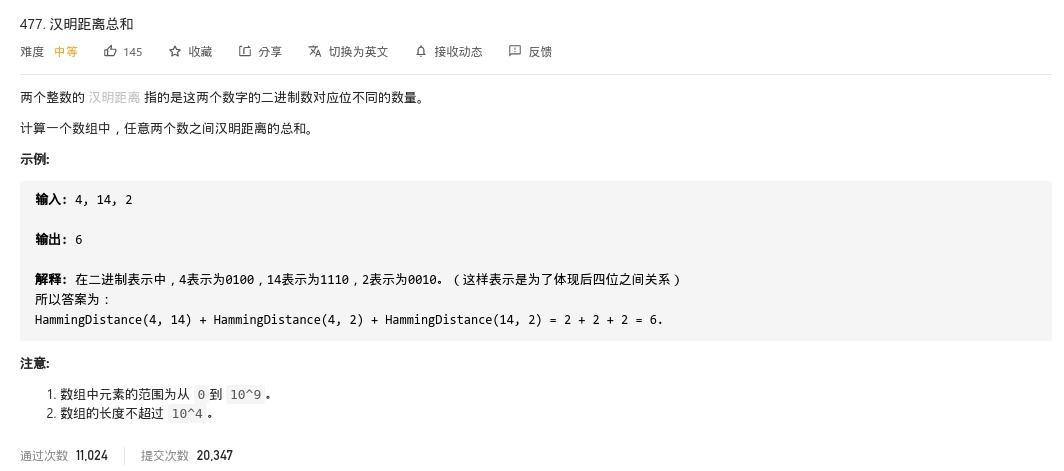 477. 汉明距离总和
难度 中等 145 收藏 分享 切换为英文 接收动态 反馈
两个整数的 汉明距离 指的是这两个数字的二进制数对应位不同的数量。
计算一个数组中，任意两个数之间汉明距离的总和。
示例:
输入: 4, 14, 2
输出: 6
解释: 在二进制表示中，4表示为0100，14表示为1110，2表示为0010。（这样表示是为了体现后四位之间关系）
所以答案为：
HammingDistance(4, 14) + HammingDistance(4, 2) + HammingDistance(14, 2) = 2 + 2 + 2 = 6.
注意:
1. 数组中元素的范围为从 0 到 10^9 。
2. 数组的长度不超过 10^4 。
通过次数 11,024 提交次数 20,347